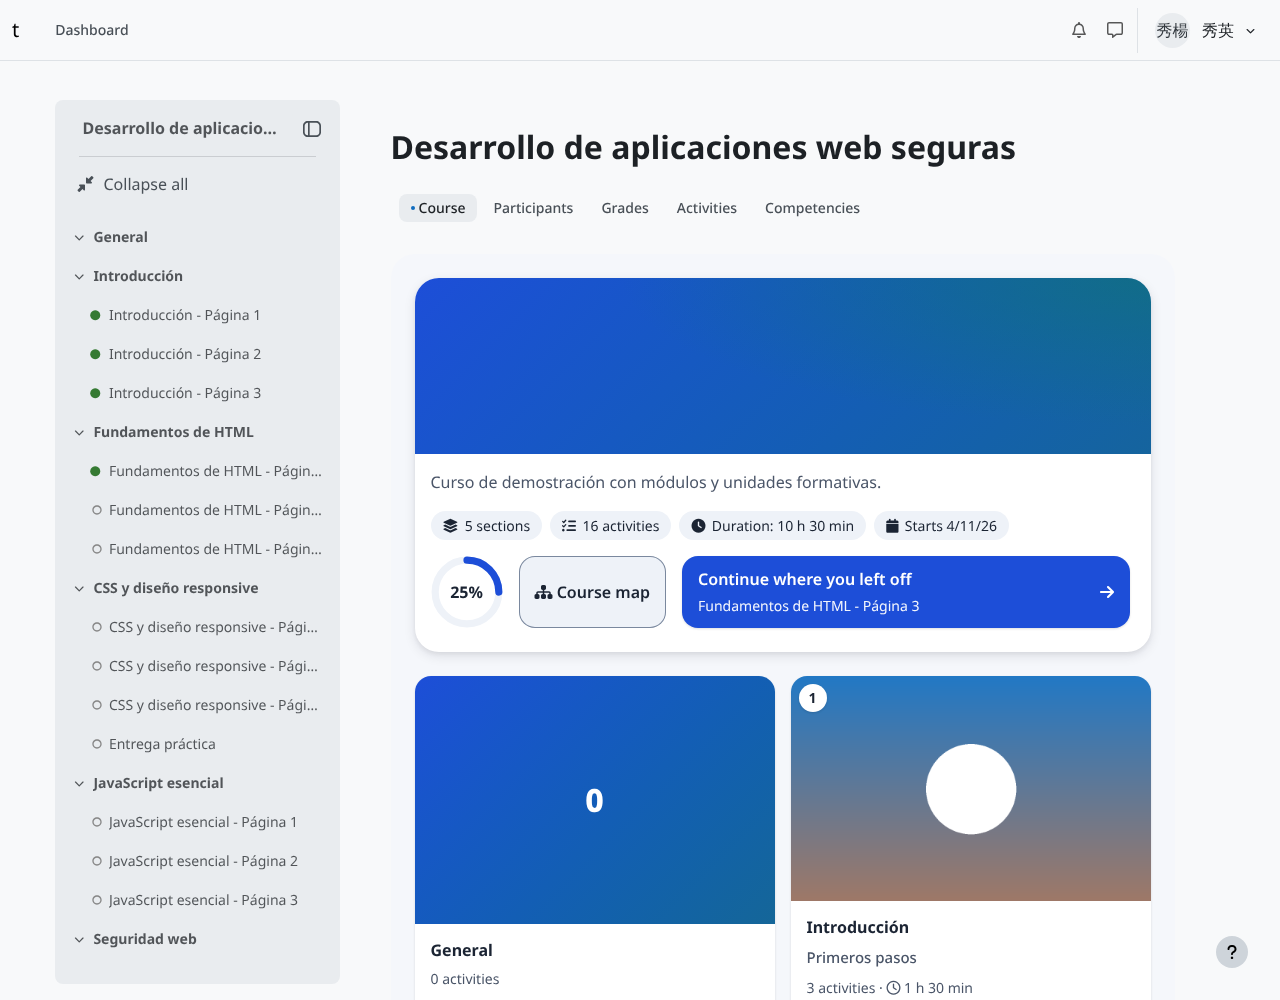 t
Dashboard
秀楊
秀英
Desarrollo de aplicacio...
Collapse all
General
Introducción
Introducción - Página 1
Introducción - Página 2
Introducción - Página 3
Fundamentos de HTML
Fundamentos de HTML - Págin...
Fundamentos de HTML - Págin...
Fundamentos de HTML - Págin...
CSS y diseño responsive
CSS y diseño responsive - Pági...
CSS y diseño responsive - Pági...
CSS y diseño responsive - Pági...
Entrega práctica
JavaScript esencial
JavaScript esencial - Página 1
JavaScript esencial - Página 2
JavaScript esencial - Página 3
Seguridad web
Desarrollo de aplicaciones web seguras
Course
Participants
Grades
Activities
Competencies
Curso de demostración con módulos y unidades formativas.
5 sections
16 activities
Duration: 10 h 30 min
Starts 4/11/26
25%
Course map
Continue where you left off
Fundamentos de HTML - Página 3
0
General
0 activities
1
Introducción
Primeros pasos
3 activities · 1 h 30 min
?